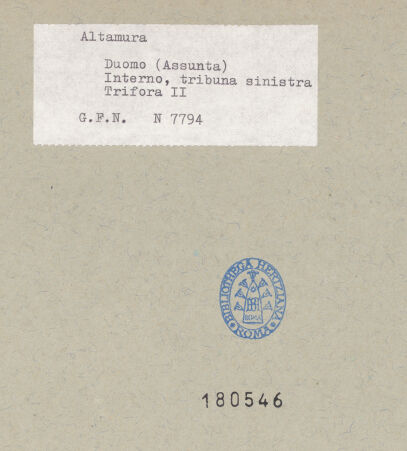 Altamura
Duomo (Assunta)
Interno, tribuna sinistra
Trifora II
G.F.N. N 7794
BIBLIOTHECA HERTZIANA
ROMA
180546